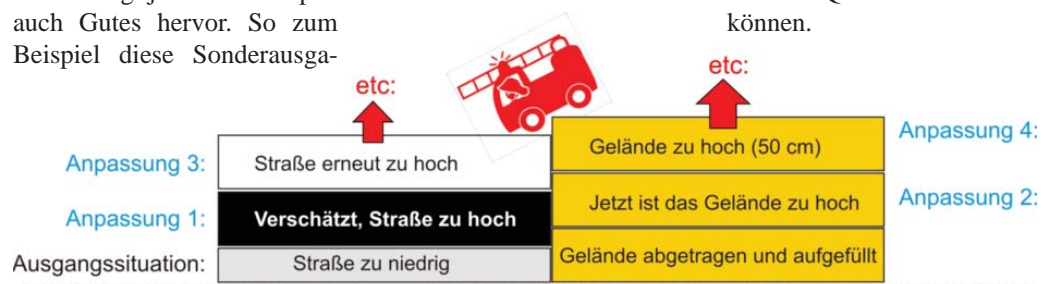 auch Gutes hervor. So zum
Beispiel diese Sonderausga-
können.
etc:
etc:
Anpassung 3:
Straße erneut zu hoch
Gelände zu hoch (50 cm)
Anpassung 4:
Anpassung 1:
Verschätzt, Straße zu hoch
Jetzt ist das Gelände zu hoch
Anpassung 2:
Ausgangssituation:
Straße zu niedrig
Gelände abgetragen und aufgefüllt